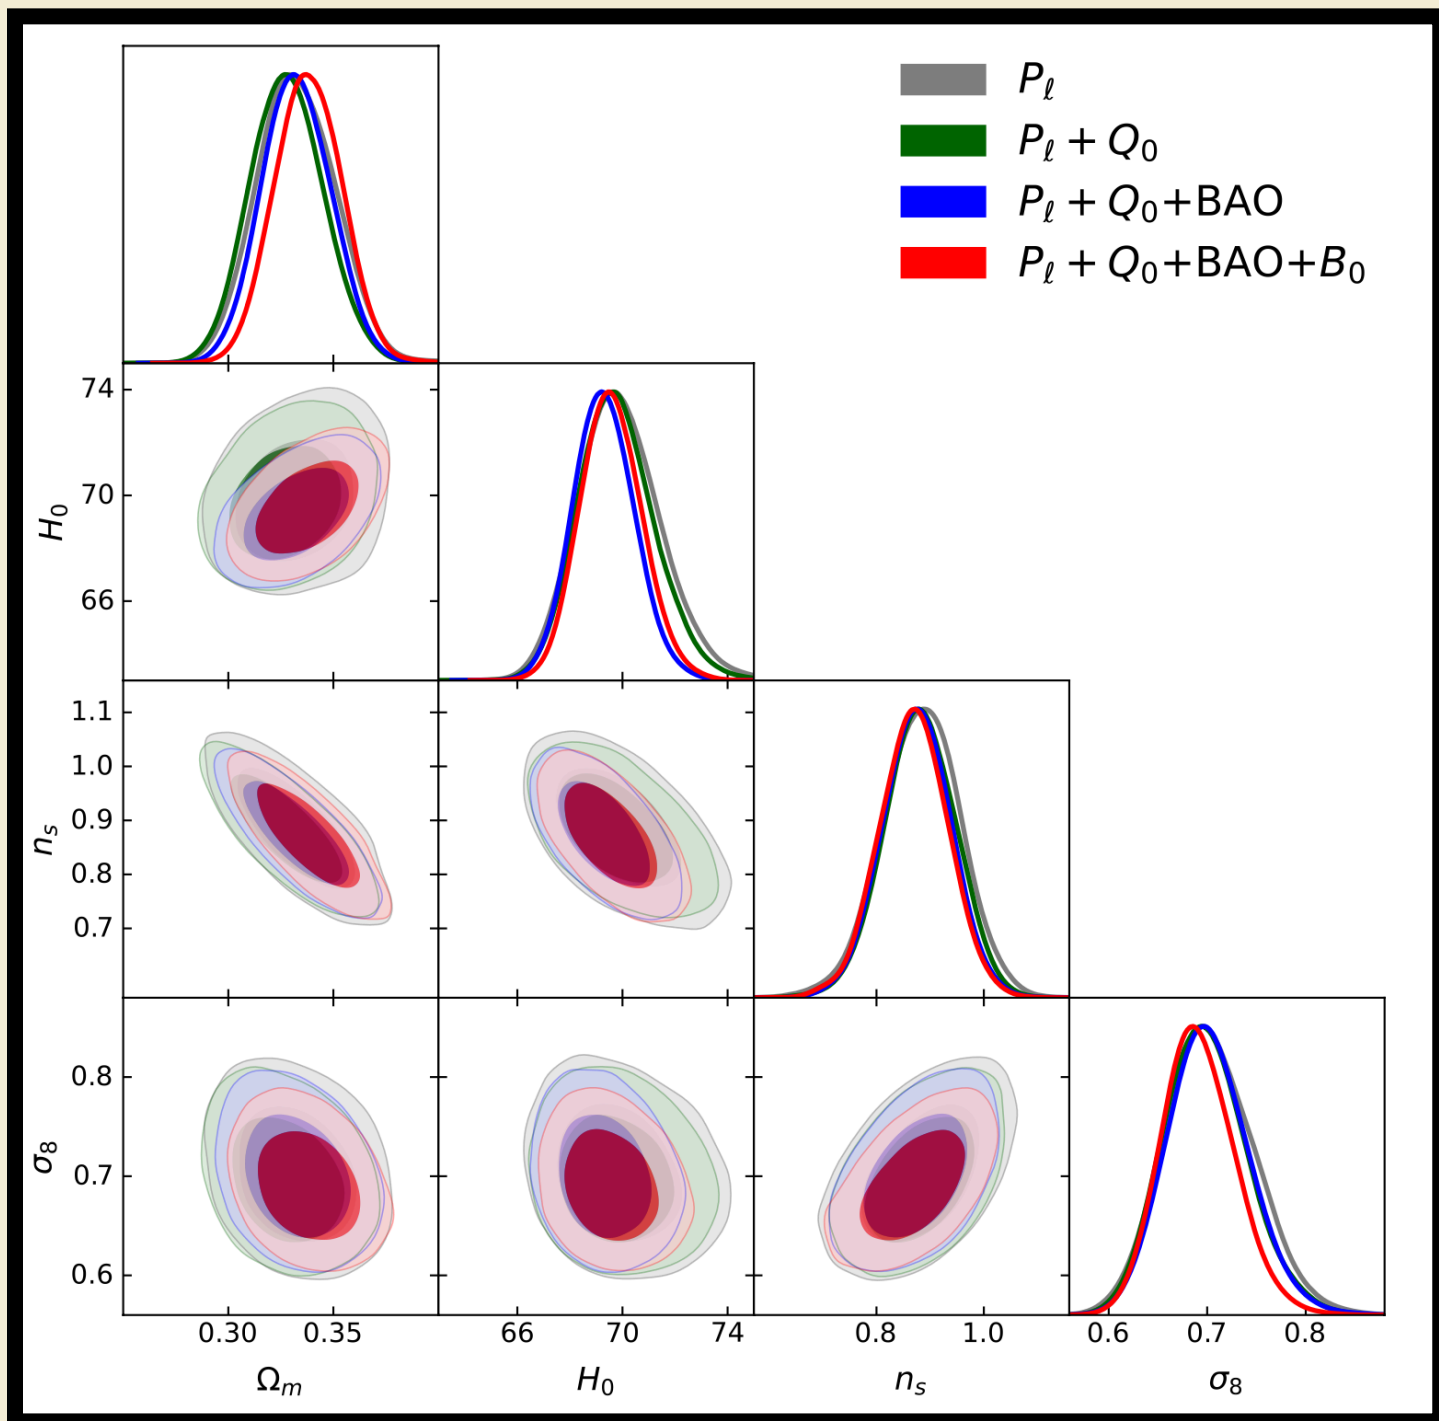 P_ℓ
P_ℓ + Q_0
P_ℓ + Q_0+BAO
P_ℓ + Q_0+BAO+B_0
74
70
66
H_0
1.1
1.0
0.9
0.8
0.7
n_s
0.8
0.7
0.6
σ_8
0.30 0.35 66 70 74 0.8 1.0 0.6 0.7 0.8
Ω_m H_0 n_s σ_8